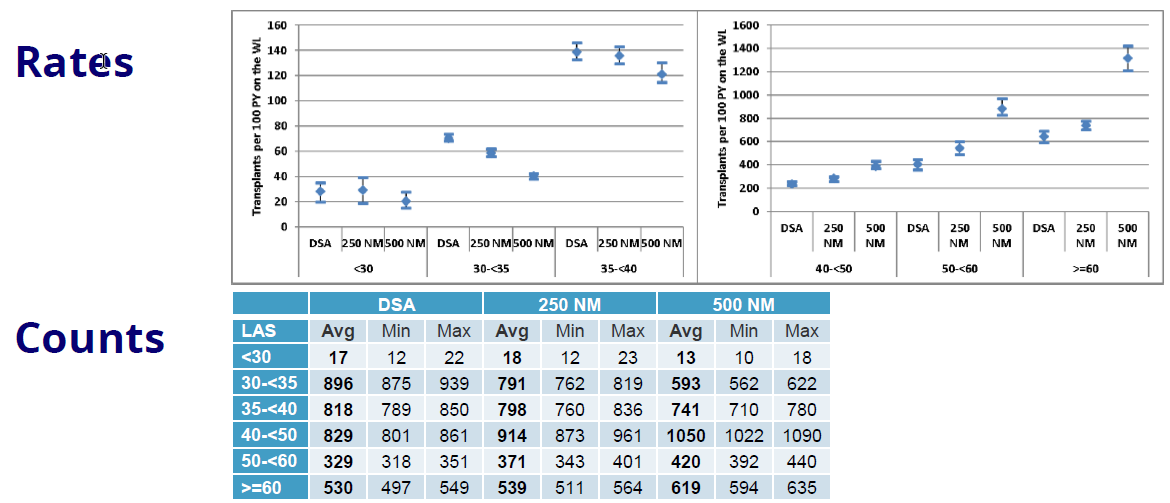 Rates
Transplants per 100 PY on the WL
160
140
120
100
80
60
40
20
0
DSA 250 NM 500 NM DSA 250 NM 500 NM DSA 250 NM 500 NM
<30 30-<35 35-<40
Transplants per 100 PY on the WL
1600
1400
1200
1000
800
600
400
200
0
DSA 250 NM 500 NM DSA 250 NM 500 NM DSA 250 NM 500 NM
40-<50 50-<60 >=60
Counts
DSA 250 NM 500 NM
LAS Avg Min Max Avg Min Max Avg Min Max
<30 17 12 22 18 12 23 13 10 18
30-<35 896 875 939 791 762 819 593 562 622
35-<40 818 789 850 798 760 836 741 710 780
40-<50 829 801 861 914 873 961 1050 1022 1090
50-<60 329 318 351 371 343 401 420 392 440
>=60 530 497 549 539 511 564 619 594 635